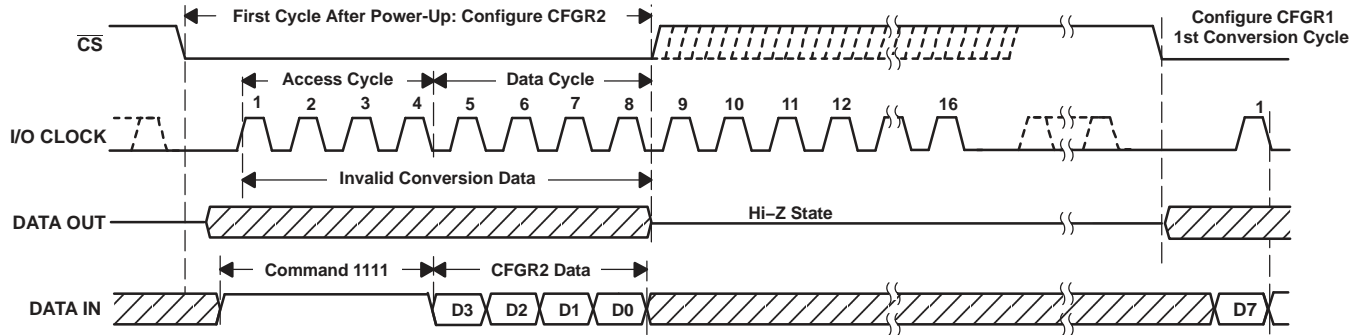 First Cycle After Power-Up: Configure CFGR2
Configure CFGR1
1st Conversion Cycle
CS
Access Cycle
Data Cycle
1 2 3 4 5 6 7 8 9 10 11 12 16 1
I/O CLOCK
Invalid Conversion Data
DATA OUT
Hi–Z State
Command 1111
CFGR2 Data
DATA IN
D3 D2 D1 D0 D7